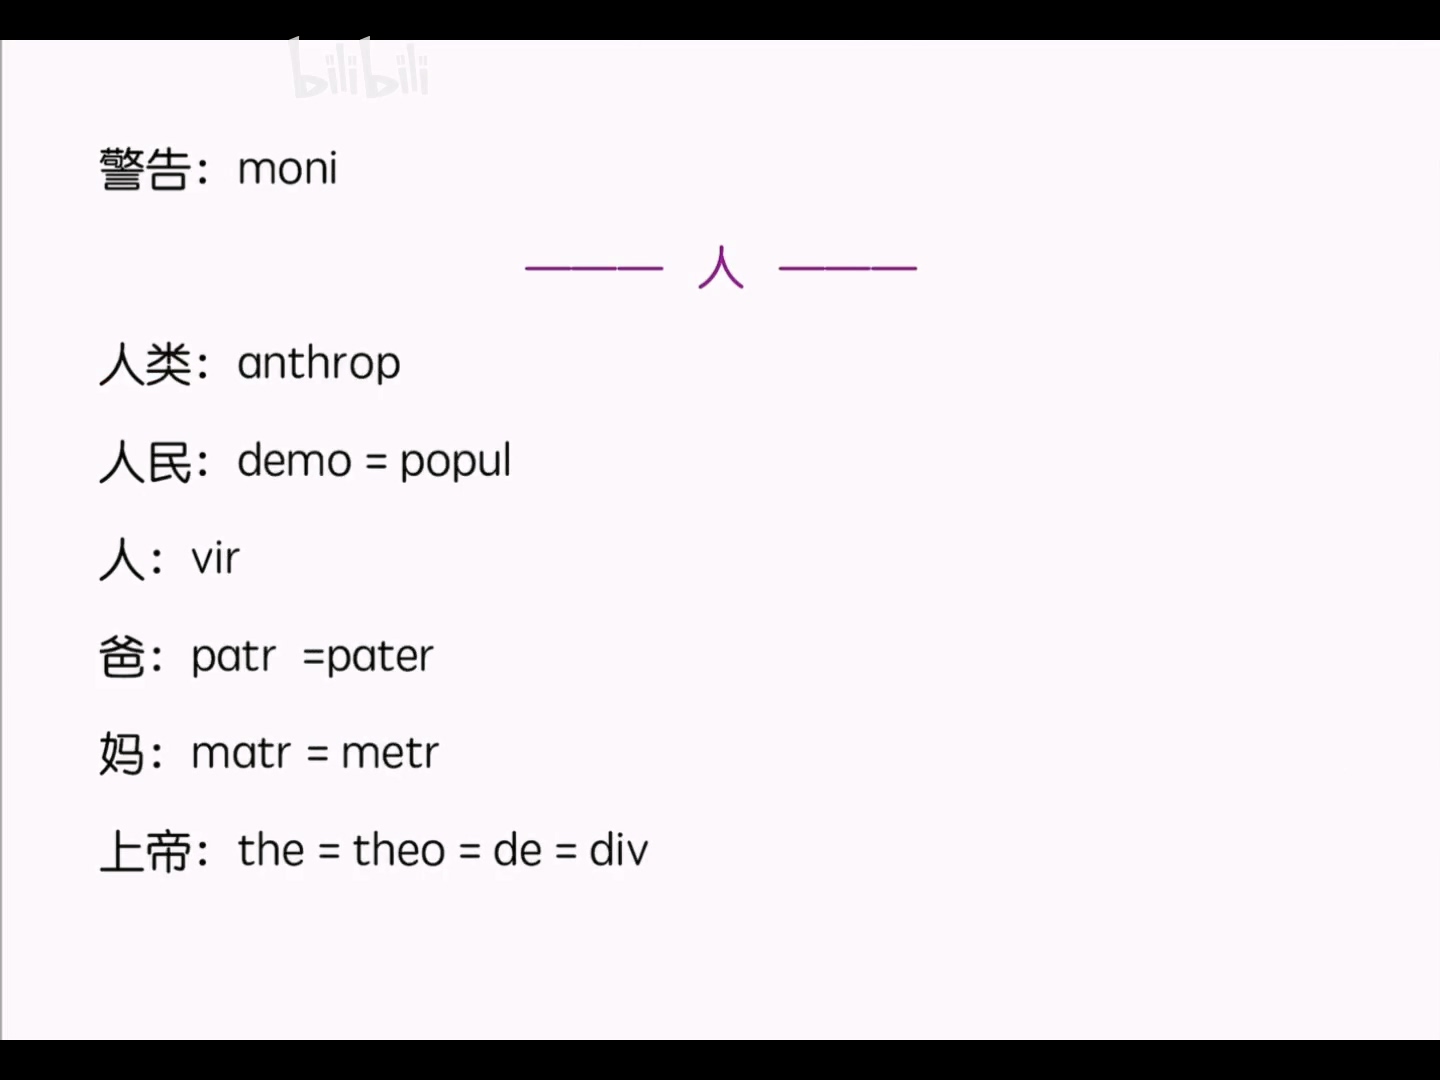 bilibili
警告：moni
——— 人 ———
人类：anthrop
人民：demo = popul
人：vir
爸：patr =pater
妈：matr = metr
上帝：the = theo = de = div